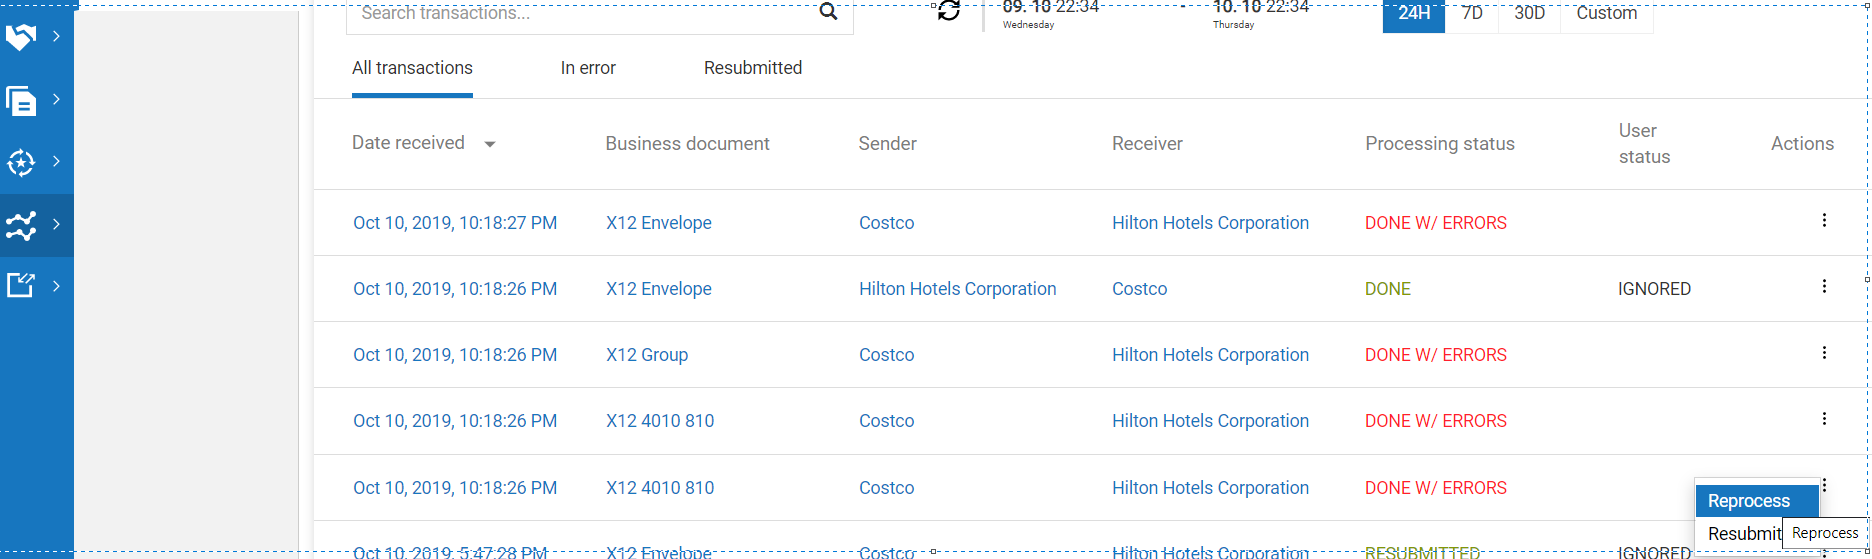 Search transactions...
09. 10 22:34 - 10. 10 22:34
Wednesday Thursday
24H 7D 30D Custom
All transactions In error Resubmitted
Date received Business document Sender Receiver Processing status User status Actions
Oct 10, 2019, 10:18:27 PM X12 Envelope Costco Hilton Hotels Corporation DONE W/ ERRORS
Oct 10, 2019, 10:18:26 PM X12 Envelope Hilton Hotels Corporation Costco DONE IGNORED
Oct 10, 2019, 10:18:26 PM X12 Group Costco Hilton Hotels Corporation DONE W/ ERRORS
Oct 10, 2019, 10:18:26 PM X12 4010 810 Costco Hilton Hotels Corporation DONE W/ ERRORS
Oct 10, 2019, 10:18:26 PM X12 4010 810 Costco Hilton Hotels Corporation DONE W/ ERRORS
Reprocess
Resubmit Reprocess
Oct 10, 2019, 5:47:28 PM X12 Envelope Costco Hilton Hotels Corporation RESUBMITTED IGNORED